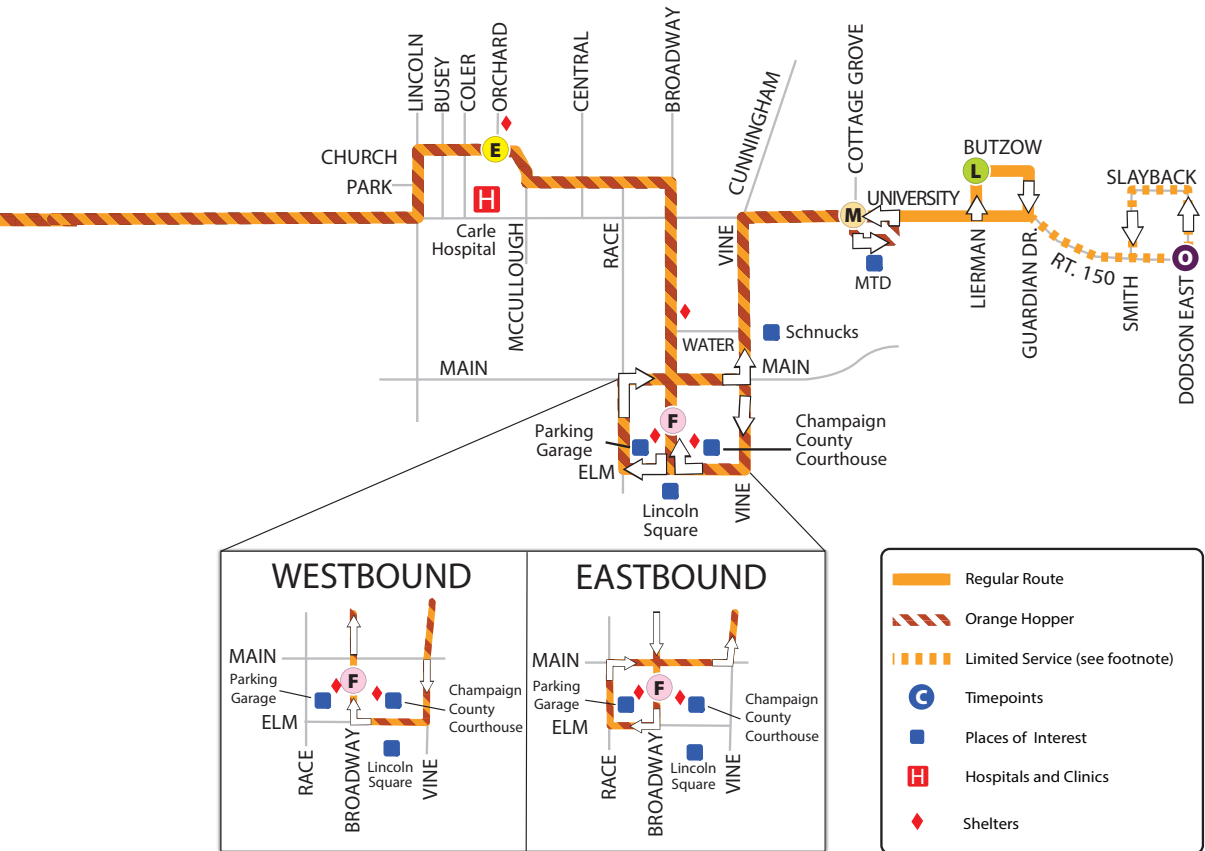 LINCOLN
BUSEY
COLER
ORCHARD
CENTRAL
BROADWAY
CUNNINGHAM
COTTAGE GROVE
CHURCH
PARK
E
H
Carle
Hospital
MCCULLOUGH
RACE
VINE
M
UNIVERSITY
MTD
BUTZOW
L
LIERMAN
GUARDIAN DR.
RT. 150
SLAYBACK
SMITH
O
DODSON EAST
WATER
Schnucks
MAIN
MAIN
F
Parking
Garage
Champaign
County
Courthouse
ELM
Lincoln
Square
VINE
WESTBOUND
MAIN
Parking
Garage
F
Champaign
County
Courthouse
ELM
RACE
BROADWAY
Lincoln
Square
VINE
EASTBOUND
MAIN
Parking
Garage
F
Champaign
County
Courthouse
ELM
RACE
BROADWAY
Lincoln
Square
VINE
Regular Route
Orange Hopper
Limited Service (see footnote)
C Timepoints
Places of Interest
H Hospitals and Clinics
Shelters